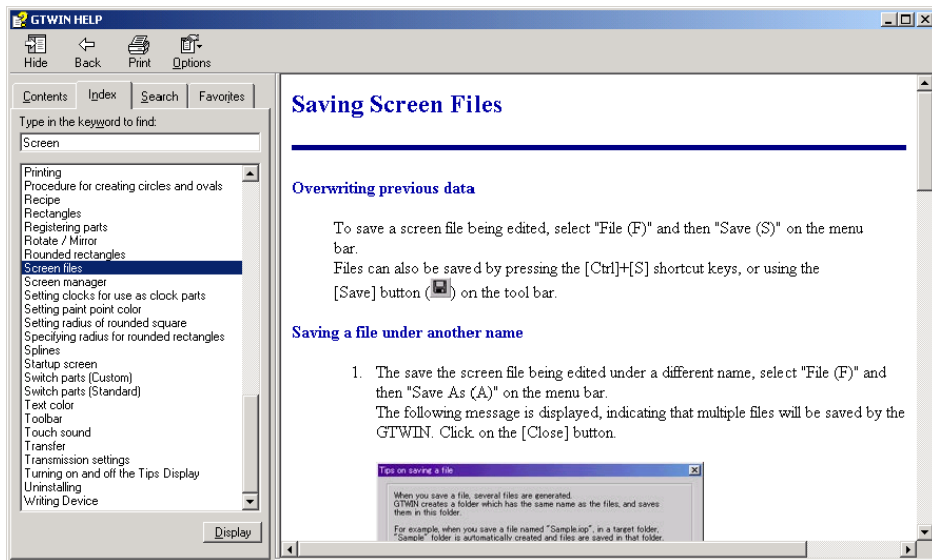 GTWIN HELP
Hide Back Print Options
Contents Index Search Favorites
Type in the keyword to find:
Screen
Printing
Procedure for creating circles and ovals
Recipe
Rectangles
Registering parts
Rotate / Mirror
Rounded rectangles
Screen files
Screen manager
Setting clocks for use as clock parts
Setting paint point color
Setting radius of rounded square
Specifying radius for rounded rectangles
Splines
Startup screen
Switch parts (Custom)
Switch parts (Standard)
Text color
Toolbar
Touch sound
Transfer
Transmission settings
Turning on and off the Tips Display
Uninstalling
Writing Device
Display
Saving Screen Files
Overwriting previous data
To save a screen file being edited, select "File (F)" and then "Save (S)" on the menu
bar.
Files can also be saved by pressing the [Ctrl]+[S] shortcut keys, or using the
[Save] button ( ) on the tool bar.
Saving a file under another name
1. The save the screen file being edited under a different name, select "File (F)" and
then "Save As (A)" on the menu bar.
The following message is displayed, indicating that multiple files will be saved by the
GTWIN. Click on the [Close] button.
Tips on saving a file
When you save a file, several files are generated.
GTWIN creates a folder which has the same name as the files, and saves
them in this folder.
For example, when you save a file named "Sample.iop", in a target folder,
"Sample" folder is automatically created and files are saved in that folder.